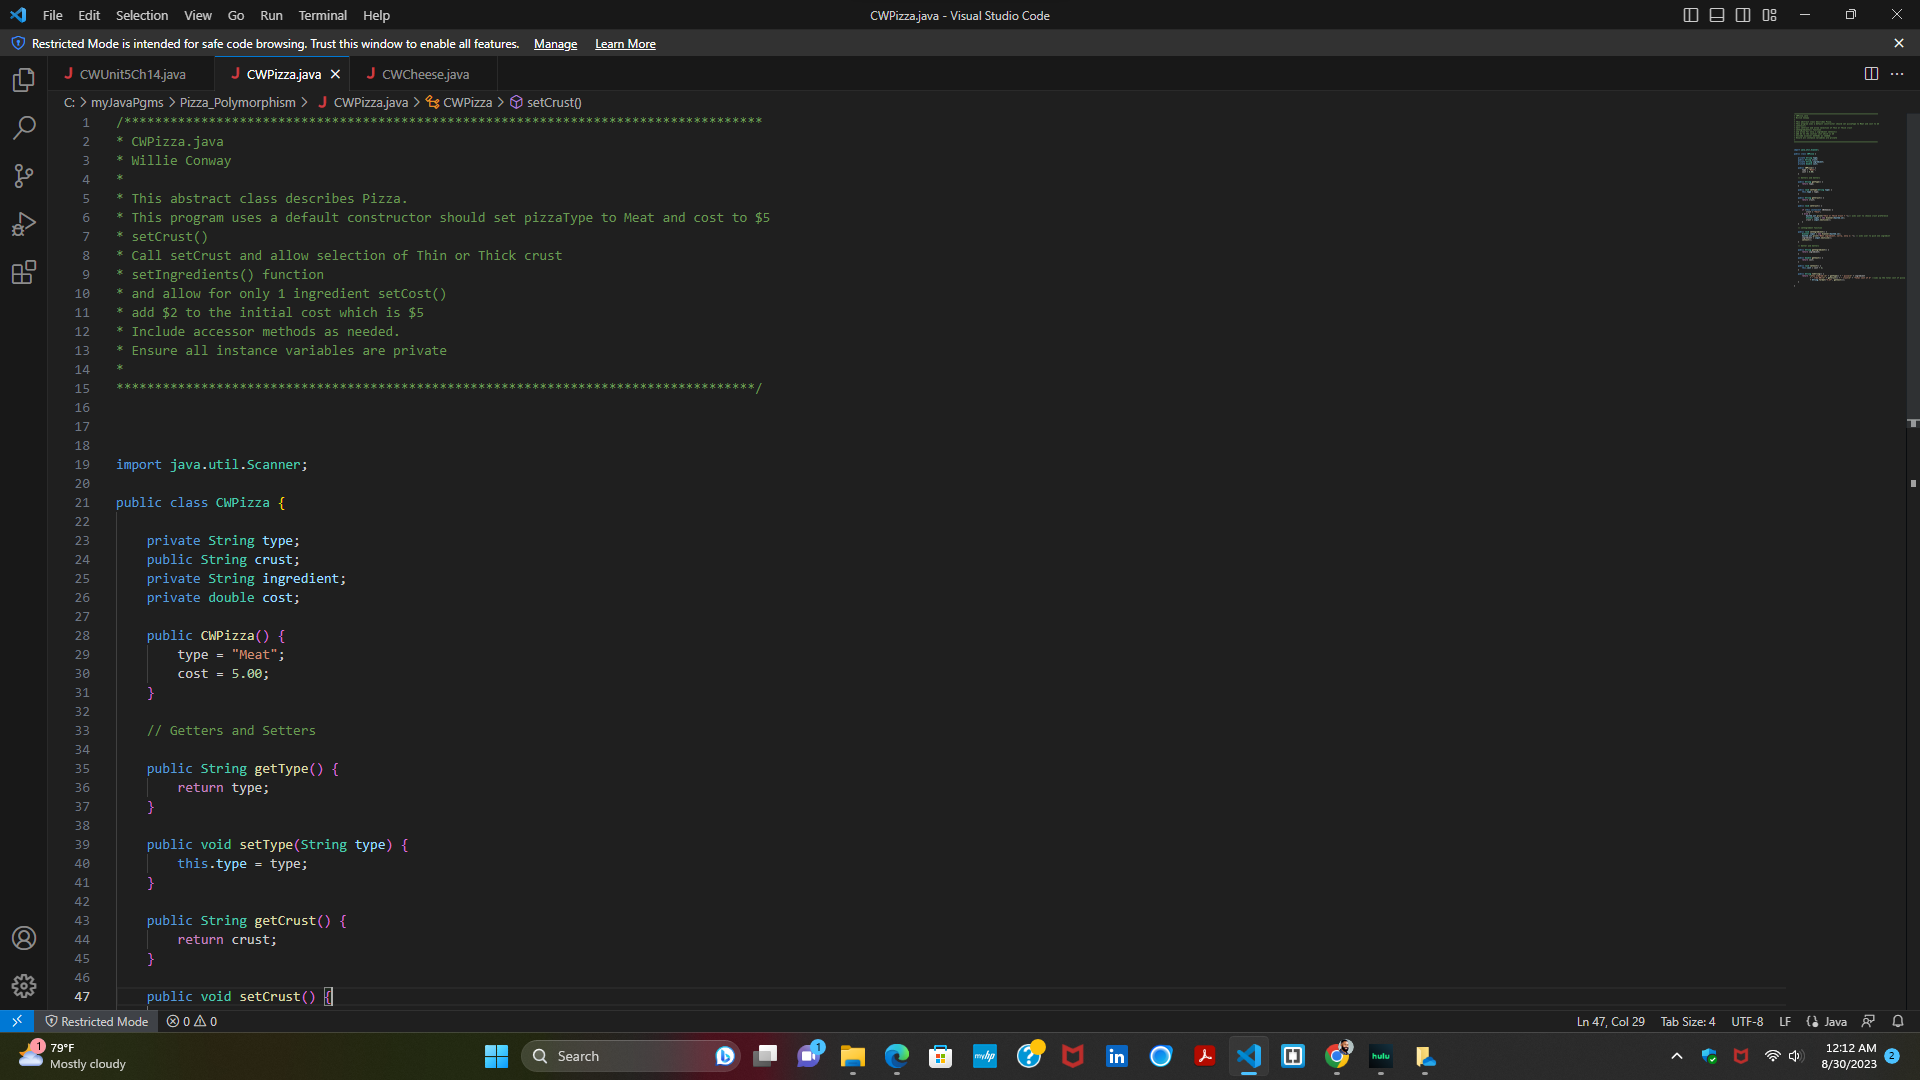 File Edit Selection View Go Run Terminal Help
CWPizza.java - Visual Studio Code
Restricted Mode is intended for safe code browsing. Trust this window to enable all features. Manage Learn More
J CWUnit5Ch14.java J CWPizza.java J CWCheese.java
C: > myJavaPgms > Pizza_Polymorphism > J CWPizza.java > CWPizza > setCrust()
1 /***********************************************************************************
2 * CWPizza.java
3 * Willie Conway
4 *
5 * This abstract class describes Pizza.
6 * This program uses a default constructor should set pizzaType to Meat and cost to $5
7 * setCrust()
8 * Call setCrust and allow selection of Thin or Thick crust
9 * setIngredients() function
10 * and allow for only 1 ingredient setCost()
11 * add $2 to the initial cost which is $5
12 * Include accessor methods as needed.
13 * Ensure all instance variables are private
14 *
15 ***********************************************************************************/
16
17
18
19 import java.util.Scanner;
20
21 public class CWPizza {
22
23 private String type;
24 public String crust;
25 private String ingredient;
26 private double cost;
27
28 public CWPizza() {
29 type = "Meat";
30 cost = 5.00;
31 }
32
33 // Getters and Setters
34
35 public String getType() {
36 return type;
37 }
38
39 public void setType(String type) {
40 this.type = type;
41 }
42
43 public String getCrust() {
44 return crust;
45 }
46
47 public void setCrust() {
Restricted Mode 0 0 Ln 47, Col 29 Tab Size: 4 UTF-8 LF {} Java
1 79°F
Mostly cloudy
Search
1
myhp
?
in
hulu
12:12 AM
8/30/2023
2